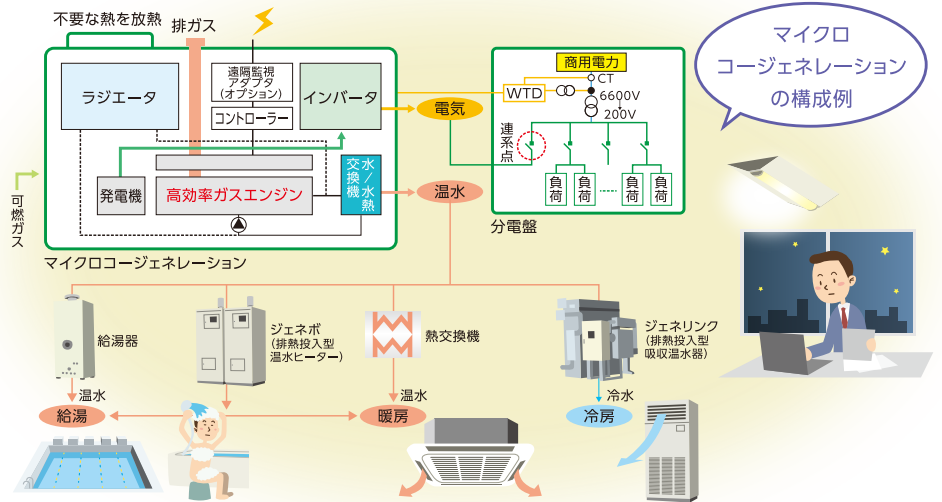 不要な熱を放熱
排ガス
マイクロ
コージェネレーション
の構成例
ラジエータ
遠隔監視
アダプタ
(オプション)
コントローラー
インバータ
電気
商用電力
CT
WTD
6600V
200V
連系点
可燃ガス
発電機
高効率ガスエンジン
水/水熱
交換機
温水
負荷
負荷
負荷
負荷
分電盤
マイクロコージェネレーション
給湯器
ジェネボ
(排熱投入型
温水ヒーター)
熱交換機
ジェネリンク
(排熱投入型
吸収温水器)
温水
温水
冷水
給湯
暖房
冷房